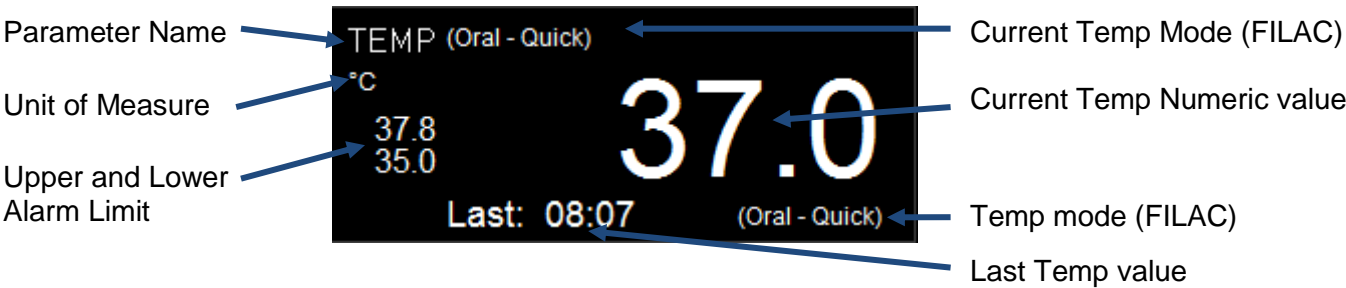 Parameter Name
Unit of Measure
Upper and Lower
Alarm Limit
TEMP (Oral - Quick)
°C
37.8
35.0
37.0
Last: 08:07
(Oral - Quick)
Current Temp Mode (FILAC)
Current Temp Numeric value
Temp mode (FILAC)
Last Temp value